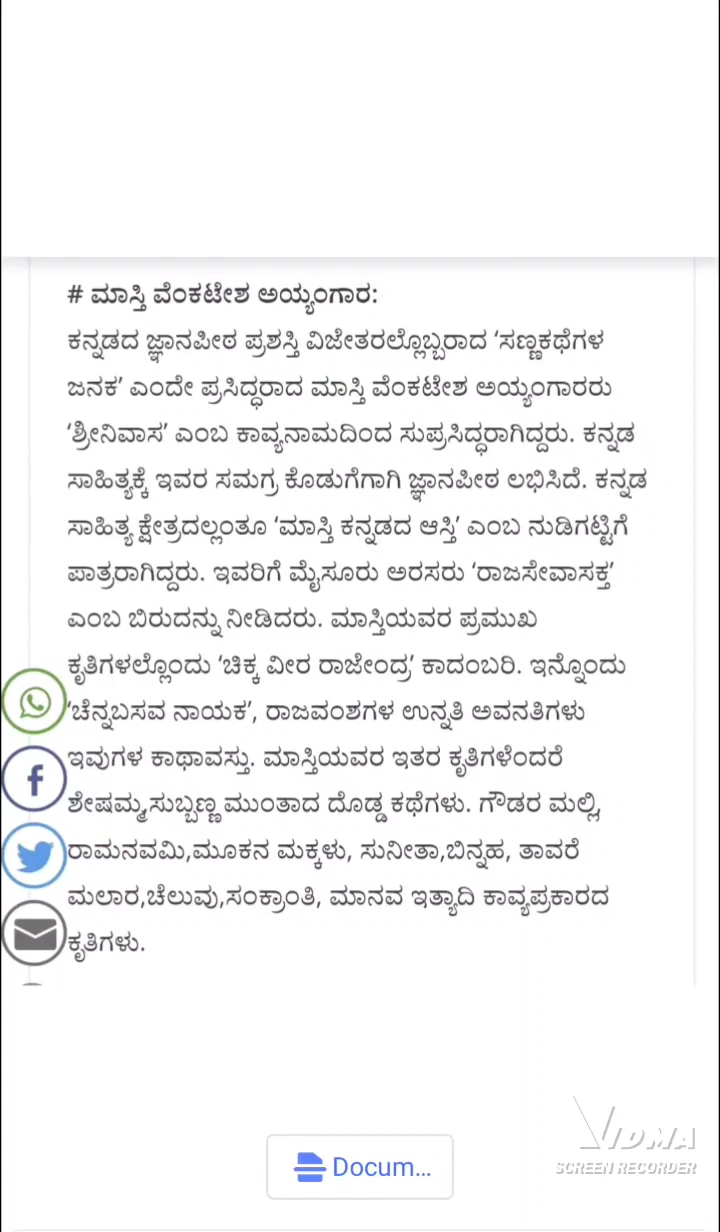 # ಮಾಸ್ತಿ ವೆಂಕಟೇಶ ಅಯ್ಯಂಗಾರ:
ಕನ್ನಡದ ಜ್ಞಾನಪೀಠ ಪ್ರಶಸ್ತಿ ವಿಜೇತರಲ್ಲೊಬ್ಬರಾದ ‘ಸಣ್ಣಕಥೆಗಳ
ಜನಕ’ ಎಂದೇ ಪ್ರಸಿದ್ಧರಾದ ಮಾಸ್ತಿ ವೆಂಕಟೇಶ ಅಯ್ಯಂಗಾರರು
‘ಶ್ರೀನಿವಾಸ’ ಎಂಬ ಕಾವ್ಯನಾಮದಿಂದ ಸುಪ್ರಸಿದ್ಧರಾಗಿದ್ದರು. ಕನ್ನಡ
ಸಾಹಿತ್ಯಕ್ಕೆ ಇವರ ಸಮಗ್ರ ಕೊಡುಗೆಗಾಗಿ ಜ್ಞಾನಪೀಠ ಲಭಿಸಿದೆ. ಕನ್ನಡ
ಸಾಹಿತ್ಯ ಕ್ಷೇತ್ರದಲ್ಲಂತೂ ‘ಮಾಸ್ತಿ ಕನ್ನಡದ ಆಸ್ತಿ’ ಎಂಬ ನುಡಿಗಟ್ಟಿಗೆ
ಪಾತ್ರರಾಗಿದ್ದರು. ಇವರಿಗೆ ಮೈಸೂರು ಅರಸರು ‘ರಾಜಸೇವಾಸಕ್ತ’
ಎಂಬ ಬಿರುದನ್ನು ನೀಡಿದರು. ಮಾಸ್ತಿಯವರ ಪ್ರಮುಖ
ಕೃತಿಗಳಲ್ಲೊಂದು ‘ಚಿಕ್ಕ ವೀರ ರಾಜೇಂದ್ರ’ ಕಾದಂಬರಿ. ಇನ್ನೊಂದು
‘ಚೆನ್ನಬಸವ ನಾಯಕ’, ರಾಜವಂಶಗಳ ಉನ್ನತಿ ಅವನತಿಗಳು
ಇವುಗಳ ಕಾಥಾವಸ್ತು. ಮಾಸ್ತಿಯವರ ಇತರ ಕೃತಿಗಳೆಂದರೆ
ಶೇಷಮ್ಮ,ಸುಬ್ಬಣ್ಣ ಮುಂತಾದ ದೊಡ್ಡ ಕಥೆಗಳು. ಗೌಡರ ಮಲ್ಲಿ,
ರಾಮನವಮಿ,ಮೂಕನ ಮಕ್ಕಳು, ಸುನೀತಾ,ಬಿನ್ನಹ, ತಾವರೆ
ಮಲಾರ,ಚೆಲುವು,ಸಂಕ್ರಾಂತಿ, ಮಾನವ ಇತ್ಯಾದಿ ಕಾವ್ಯಪ್ರಕಾರದ
ಕೃತಿಗಳು.
VIDMA
SCREEN RECORDER
Docum...